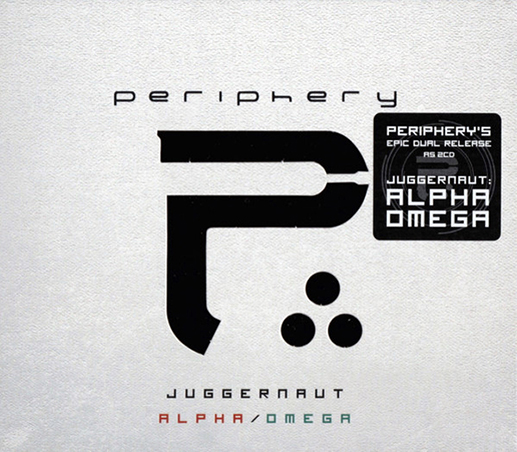 periphery
PERIPHERY'S
EPIC DUAL RELEASE
AS 2CD
JUGGERNAUT:
ALPHA
OMEGA
JUGGERNAUT
ALPHA/OMEGA